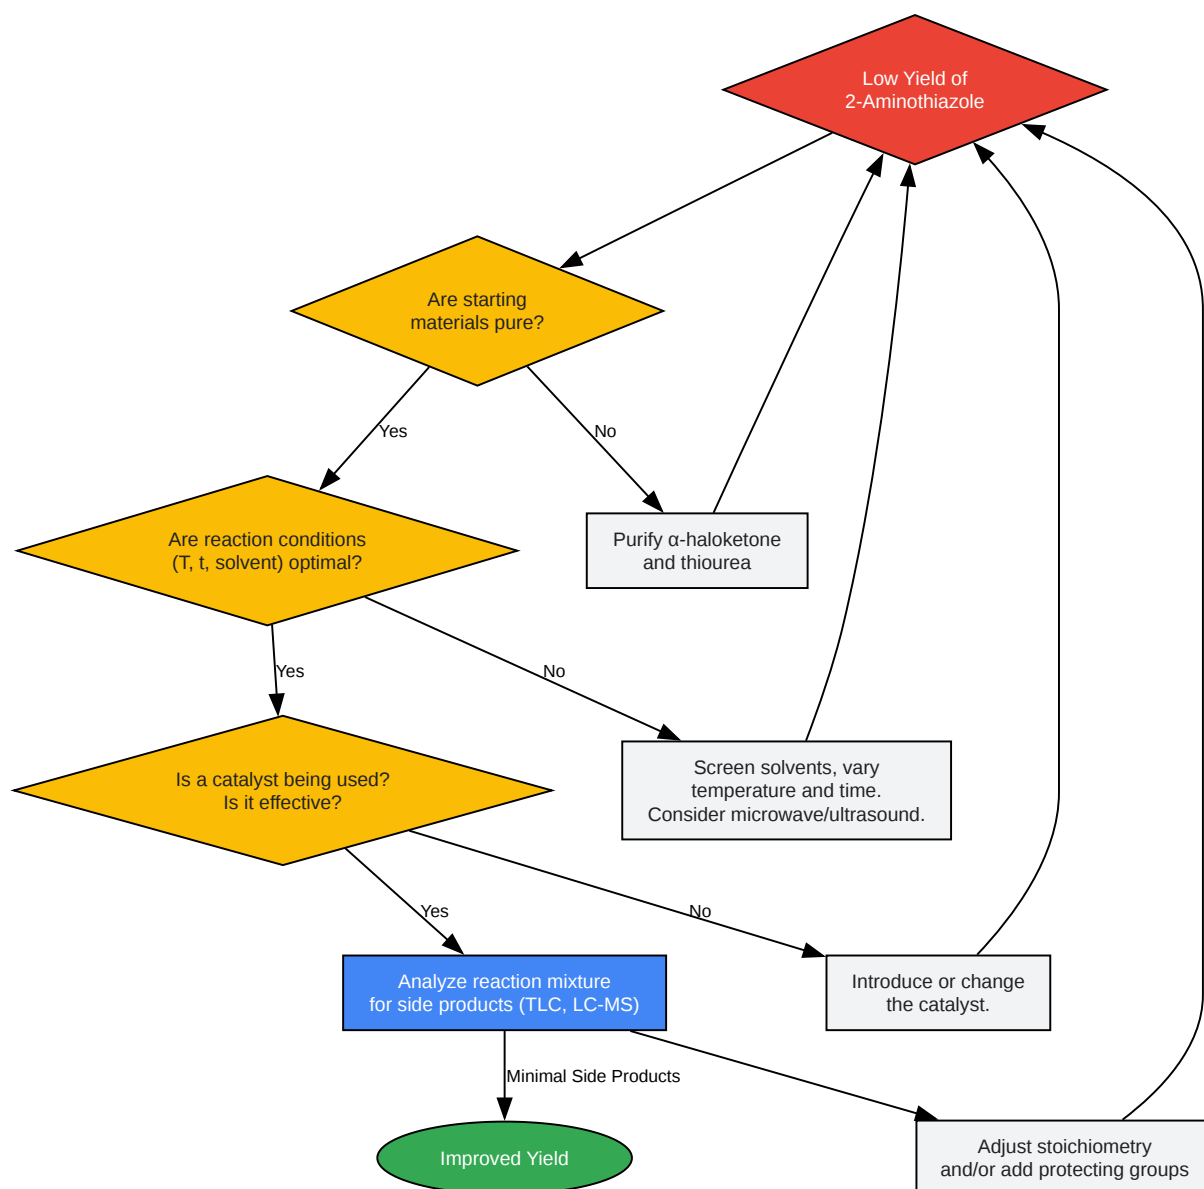 Low Yield of
2-Aminothiazole
Are starting
materials pure?
Yes
No
Are reaction conditions
(T, t, solvent) optimal?
Purify α-haloketone
and thiourea
Yes
No
Is a catalyst being used?
Is it effective?
Screen solvents, vary
temperature and time.
Consider microwave/ultrasound.
Yes
No
Analyze reaction mixture
for side products (TLC, LC-MS)
Introduce or change
the catalyst.
Minimal Side Products
Improved Yield
Adjust stoichiometry
and/or add protecting groups